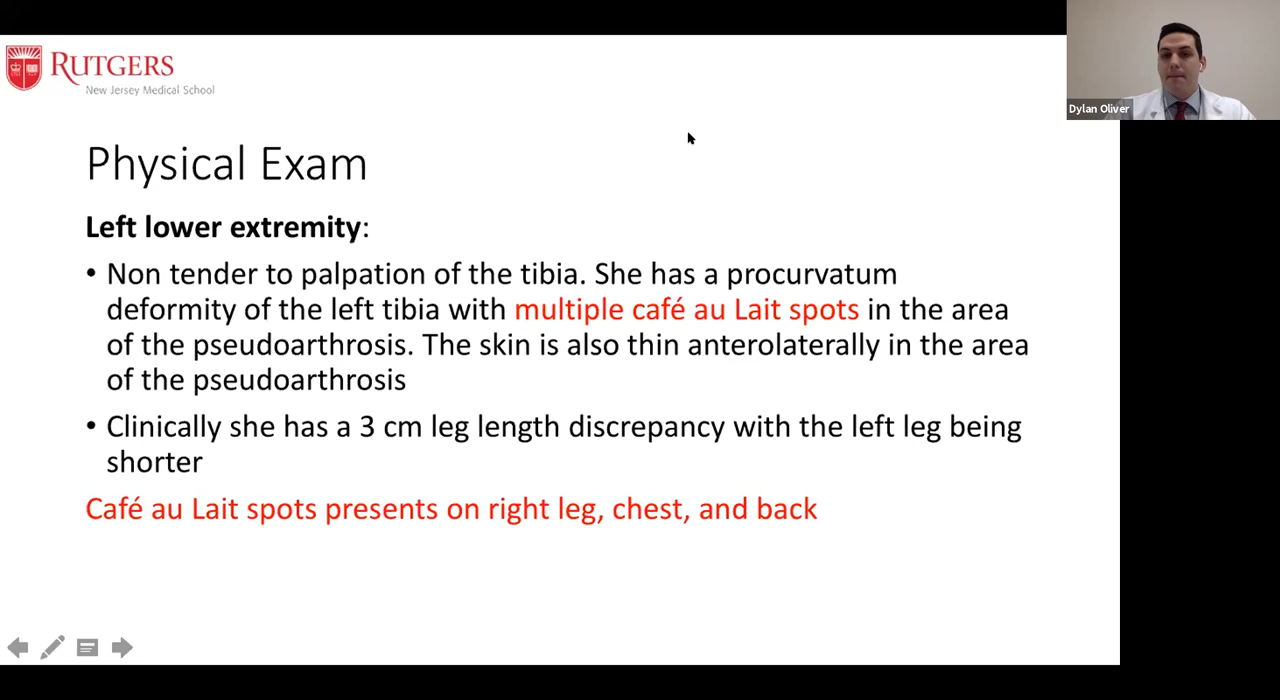 RUTGERS
New Jersey Medical School
Dylan Oliver
Physical Exam
Left lower extremity:
• Non tender to palpation of the tibia. She has a procurvatum
deformity of the left tibia with multiple café au Lait spots in the area
of the pseudoarthrosis. The skin is also thin anterolaterally in the area
of the pseudoarthrosis
• Clinically she has a 3 cm leg length discrepancy with the left leg being
shorter
Café au Lait spots presents on right leg, chest, and back